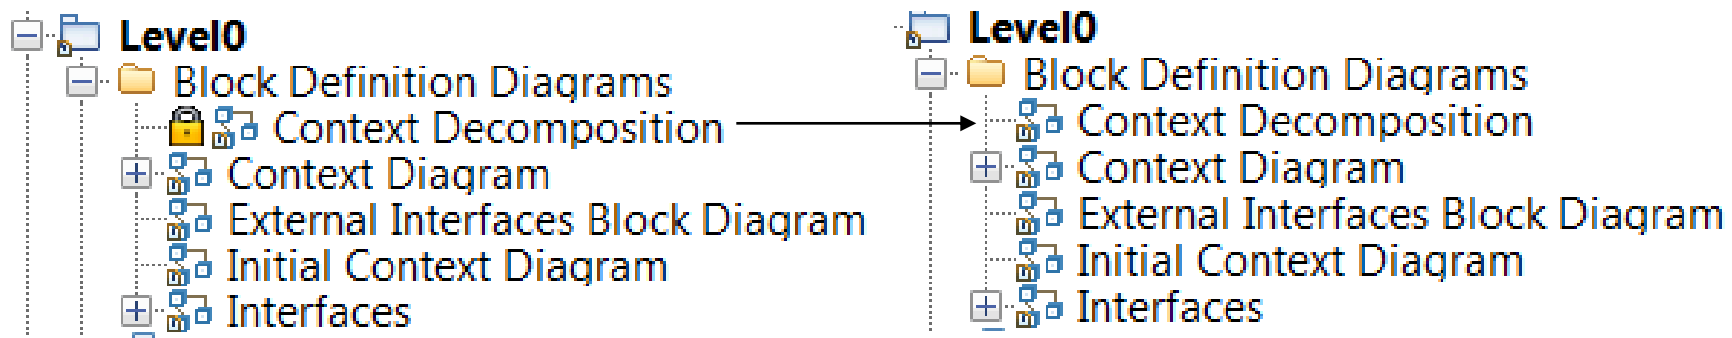 Level0
Block Definition Diagrams
Context Decomposition
Context Diagram
External Interfaces Block Diagram
Initial Context Diagram
Interfaces
Level0
Block Definition Diagrams
Context Decomposition
Context Diagram
External Interfaces Block Diagram
Initial Context Diagram
Interfaces